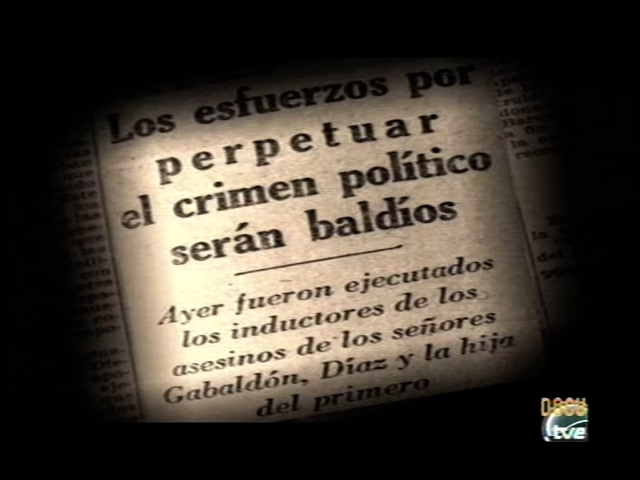 Los esfuerzos por
perpetuar
el crimen político
serán baldíos
Ayer fueron ejecutados
los inductores de los
asesinos de los señores
Gabaldón, Díaz y la hija
del primero
tve